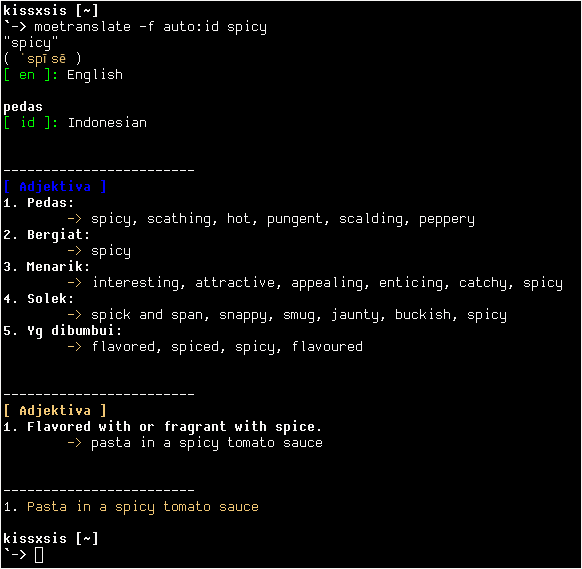 kissxsis [~]
`-> moetranslate -f auto:id spicy
"spicy"
( ˈspīsē )
[ en ]: English
pedas
[ id ]: Indonesian
------------------------
[ Adjektiva ]
1. Pedas:
-> spicy, scathing, hot, pungent, scalding, peppery
2. Bergiat:
-> spicy
3. Menarik:
-> interesting, attractive, appealing, enticing, catchy, spicy
4. Solek:
-> spick and span, snappy, smug, jaunty, buckish, spicy
5. Yg dibumbui:
-> flavored, spiced, spicy, flavoured
------------------------
[ Adjektiva ]
1. Flavored with or fragrant with spice.
-> pasta in a spicy tomato sauce
------------------------
1. Pasta in a spicy tomato sauce
kissxsis [~]
`->